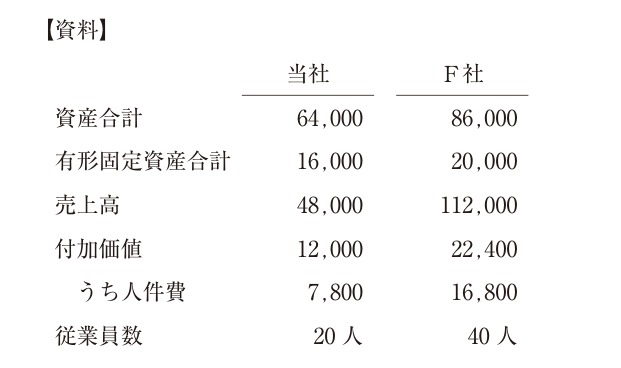 【資料】
当社 F社
資産合計 64,000 86,000
有形固定資産合計 16,000 20,000
売上高 48,000 112,000
付加価値 12,000 22,400
うち人件費 7,800 16,800
従業員数 20人 40人